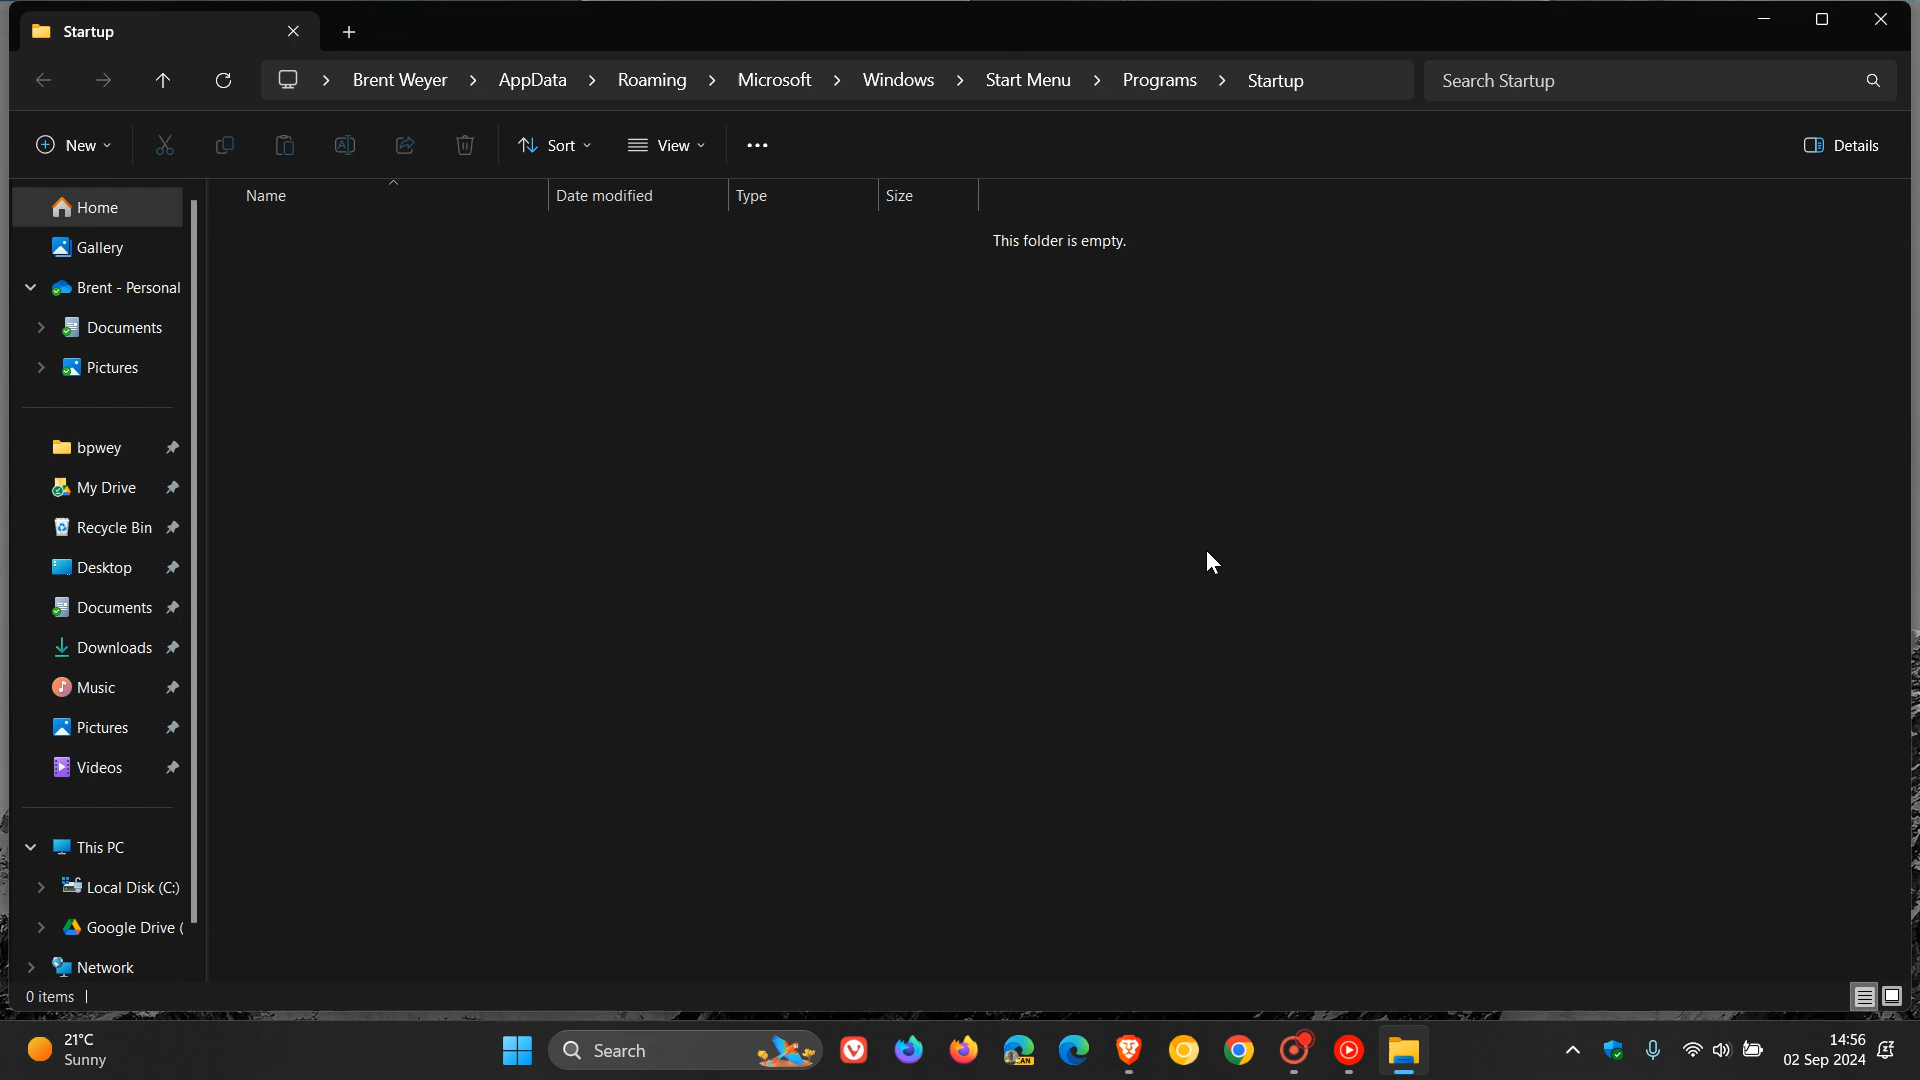 Startup
Brent Weyer > AppData > Roaming > Microsoft > Windows > Start Menu > Programs > Startup
Search Startup
New
Sort
View
Details
Name
Date modified
Type
Size
This folder is empty.
Home
Gallery
Brent - Personal
Documents
Pictures
bpwey
My Drive
Recycle Bin
Desktop
Documents
Downloads
Music
Pictures
Videos
This PC
Local Disk (C:)
Google Drive (
Network
0 items
21°C
Sunny
Search
CAN
14:56
02 Sep 2024